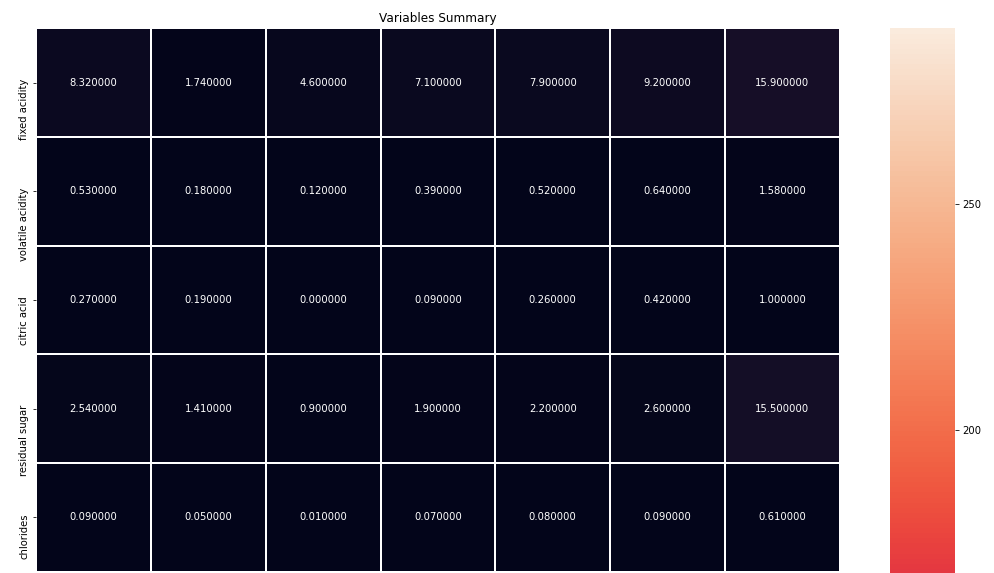 Variables Summary
fixed acidity 8.320000 1.740000 4.600000 7.100000 7.900000 9.200000 15.900000
volatile acidity 0.530000 0.180000 0.120000 0.390000 0.520000 0.640000 1.580000
250
citric acid 0.270000 0.190000 0.000000 0.090000 0.260000 0.420000 1.000000
residual sugar 2.540000 1.410000 0.900000 1.900000 2.200000 2.600000 15.500000
200
chlorides 0.090000 0.050000 0.010000 0.070000 0.080000 0.090000 0.610000